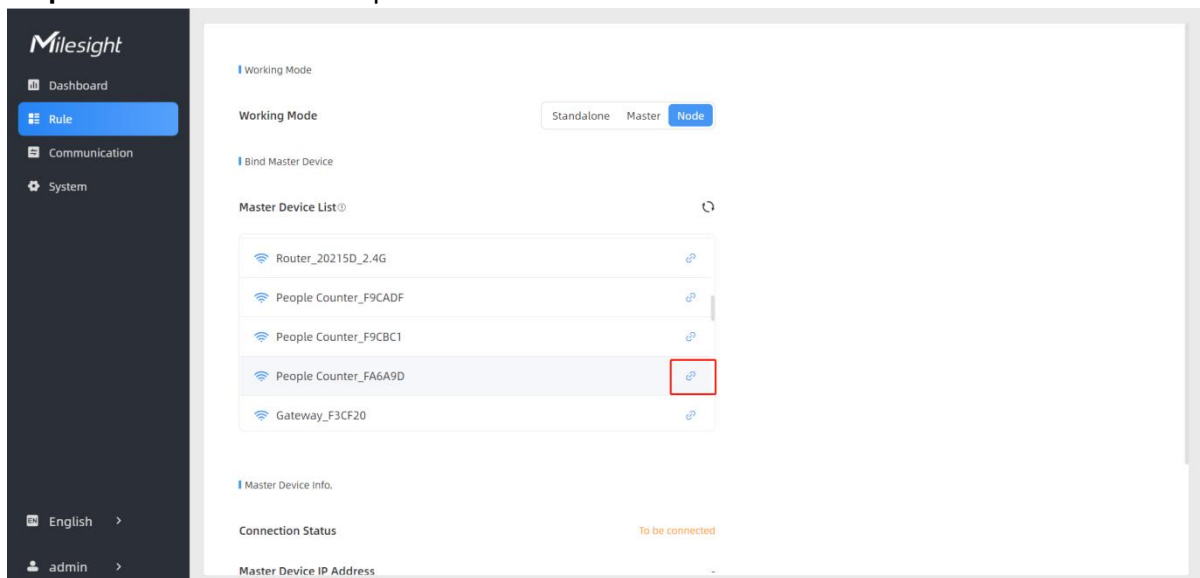 Milesight
Dashboard
Rule
Communication
System
EN English >
admin >
Working Mode
Working Mode
Standalone Master Node
Bind Master Device
Master Device List
Router_20215D_2.4G
People Counter_F9CADF
People Counter_F9CBC1
People Counter_FA6A9D
Gateway_F3CF20
Master Device Info.
Connection Status To be connected
Master Device IP Address -